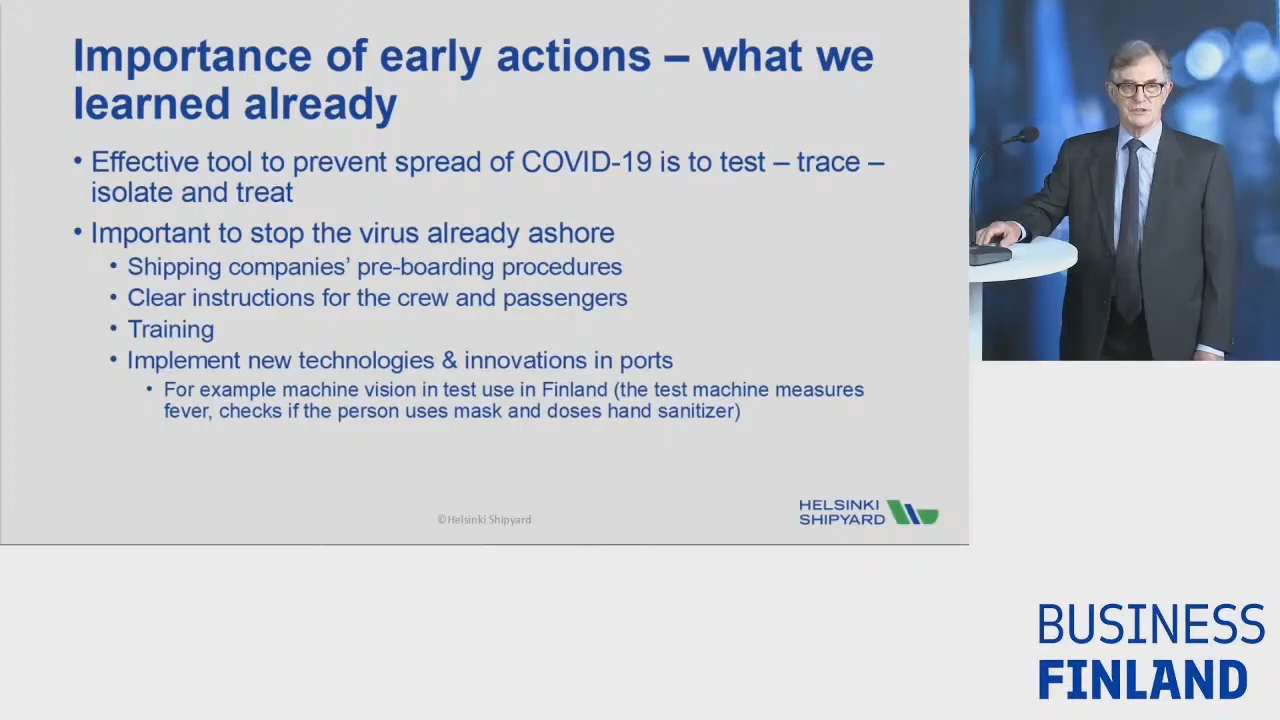 Importance of early actions – what we
learned already
• Effective tool to prevent spread of COVID-19 is to test – trace –
isolate and treat
• Important to stop the virus already ashore
• Shipping companies’ pre-boarding procedures
• Clear instructions for the crew and passengers
• Training
• Implement new technologies & innovations in ports
• For example machine vision in test use in Finland (the test machine measures
fever, checks if the person uses mask and doses hand sanitizer)
©Helsinki Shipyard
HELSINKI
SHIPYARD
BUSINESS
FINLAND